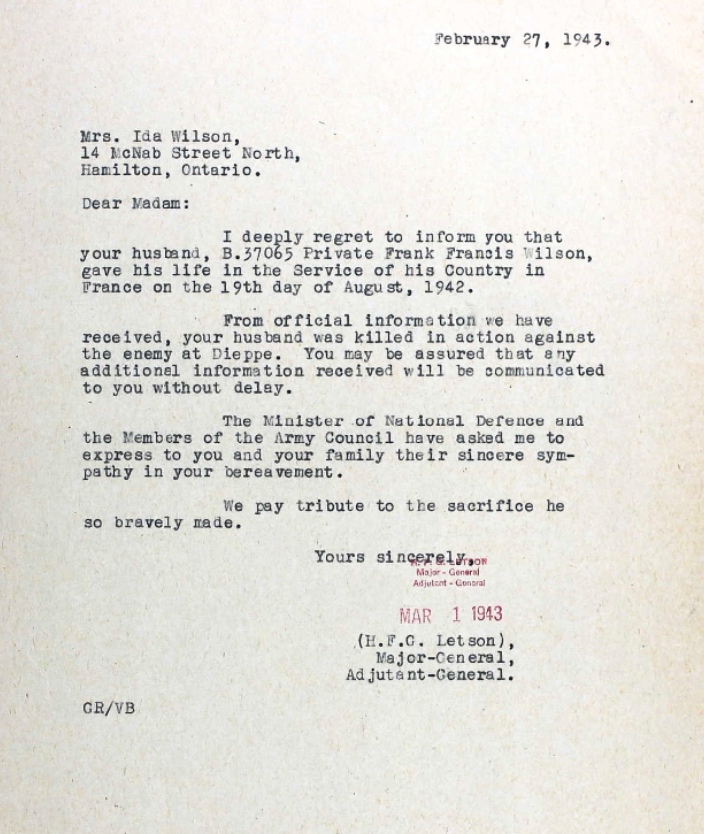 February 27, 1943.
Mrs. Ida Wilson,
14 McNab Street North,
Hamilton, Ontario.
Dear Madam:
I deeply regret to inform you that
your husband, B.37065 Private Frank Francis Wilson,
gave his life in the Service of his Country in
France on the 19th day of August, 1942.
From official information we have
received, your husband was killed in action against
the enemy at Dieppe. You may be assured that any
additional information received will be communicated
to you without delay.
The Minister of National Defence and
the Members of the Army Council have asked me to
express to you and your family their sincere sym-
pathy in your bereavement.
We pay tribute to the sacrifice he
so bravely made.
Yours sincerely,
H. F. G. LETSON
Major - General
Adjutant - General
MAR 1 1943
(H.F.G. Letson),
Major-General,
Adjutant-General.
GR/VB